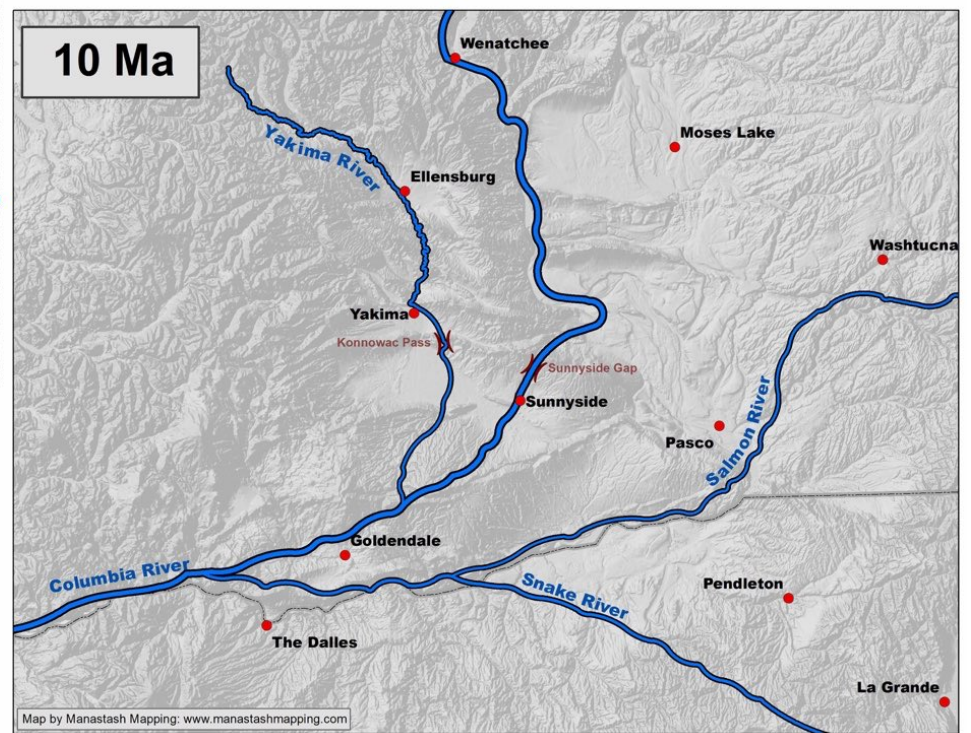 10 Ma
Wenatchee
Moses Lake
Yakima River
Ellensburg
Washtucna
Yakima
Konnowac Pass
Sunnyside Gap
Sunnyside
Pasco
Salmon River
Goldendale
Columbia River
Snake River
Pendleton
The Dalles
La Grande
Map by Manastash Mapping: www.manastashmapping.com